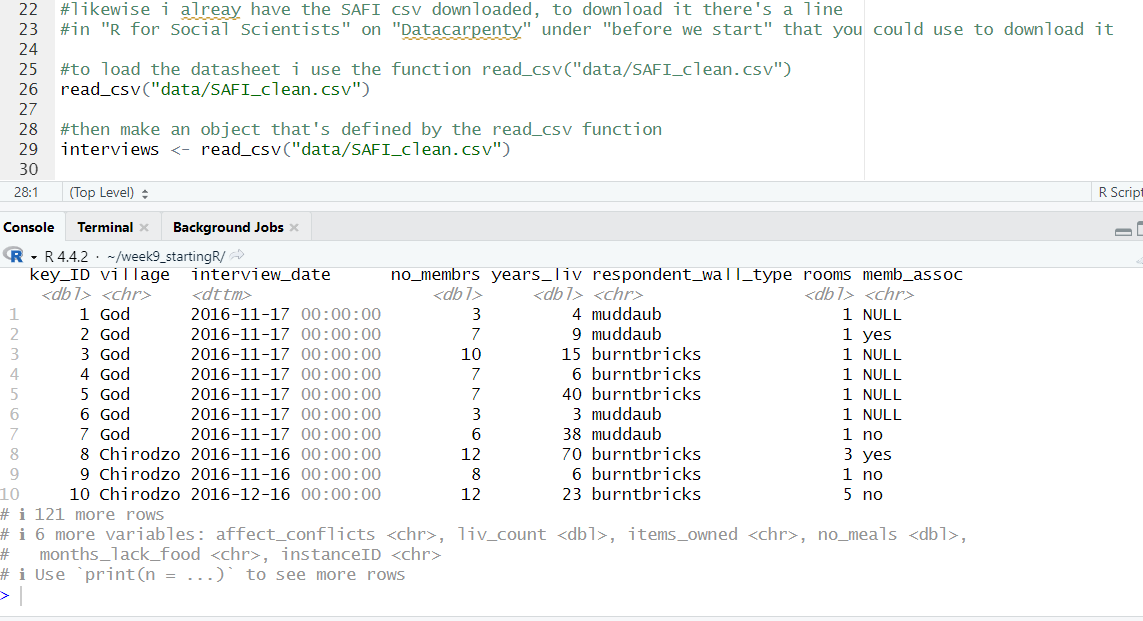 22 #likewise i alreay have the SAFI csv downloaded, to download it there's a line
23 #in "R for Social Scientists" on "Datacarpenty" under "before we start" that you could use to download it
24
25 #to load the datasheet i use the function read_csv("data/SAFI_clean.csv")
26 read_csv("data/SAFI_clean.csv")
27
28 #then make an object that's defined by the read_csv function
29 interviews <- read_csv("data/SAFI_clean.csv")
30
28:1 (Top Level) R Script
Console Terminal Background Jobs
R R 4.4.2 · ~/week9_startingR/
key_ID village interview_date no_membrs years_liv respondent_wall_type rooms memb_assoc
<dbl> <chr> <dttm> <dbl> <dbl> <chr> <dbl> <chr>
1 1 God 2016-11-17 00:00:00 3 4 muddaub 1 NULL
2 2 God 2016-11-17 00:00:00 7 9 muddaub 1 yes
3 3 God 2016-11-17 00:00:00 10 15 burntbricks 1 NULL
4 4 God 2016-11-17 00:00:00 7 6 burntbricks 1 NULL
5 5 God 2016-11-17 00:00:00 7 40 burntbricks 1 NULL
6 6 God 2016-11-17 00:00:00 3 3 muddaub 1 NULL
7 7 God 2016-11-17 00:00:00 6 38 muddaub 1 no
8 8 Chirodzo 2016-11-16 00:00:00 12 70 burntbricks 3 yes
9 9 Chirodzo 2016-11-16 00:00:00 8 6 burntbricks 1 no
10 10 Chirodzo 2016-12-16 00:00:00 12 23 burntbricks 5 no
# ℹ 121 more rows
# ℹ 6 more variables: affect_conflicts <chr>, liv_count <dbl>, items_owned <chr>, no_meals <dbl>,
# months_lack_food <chr>, instanceID <chr>
# ℹ Use `print(n = ...)` to see more rows
>